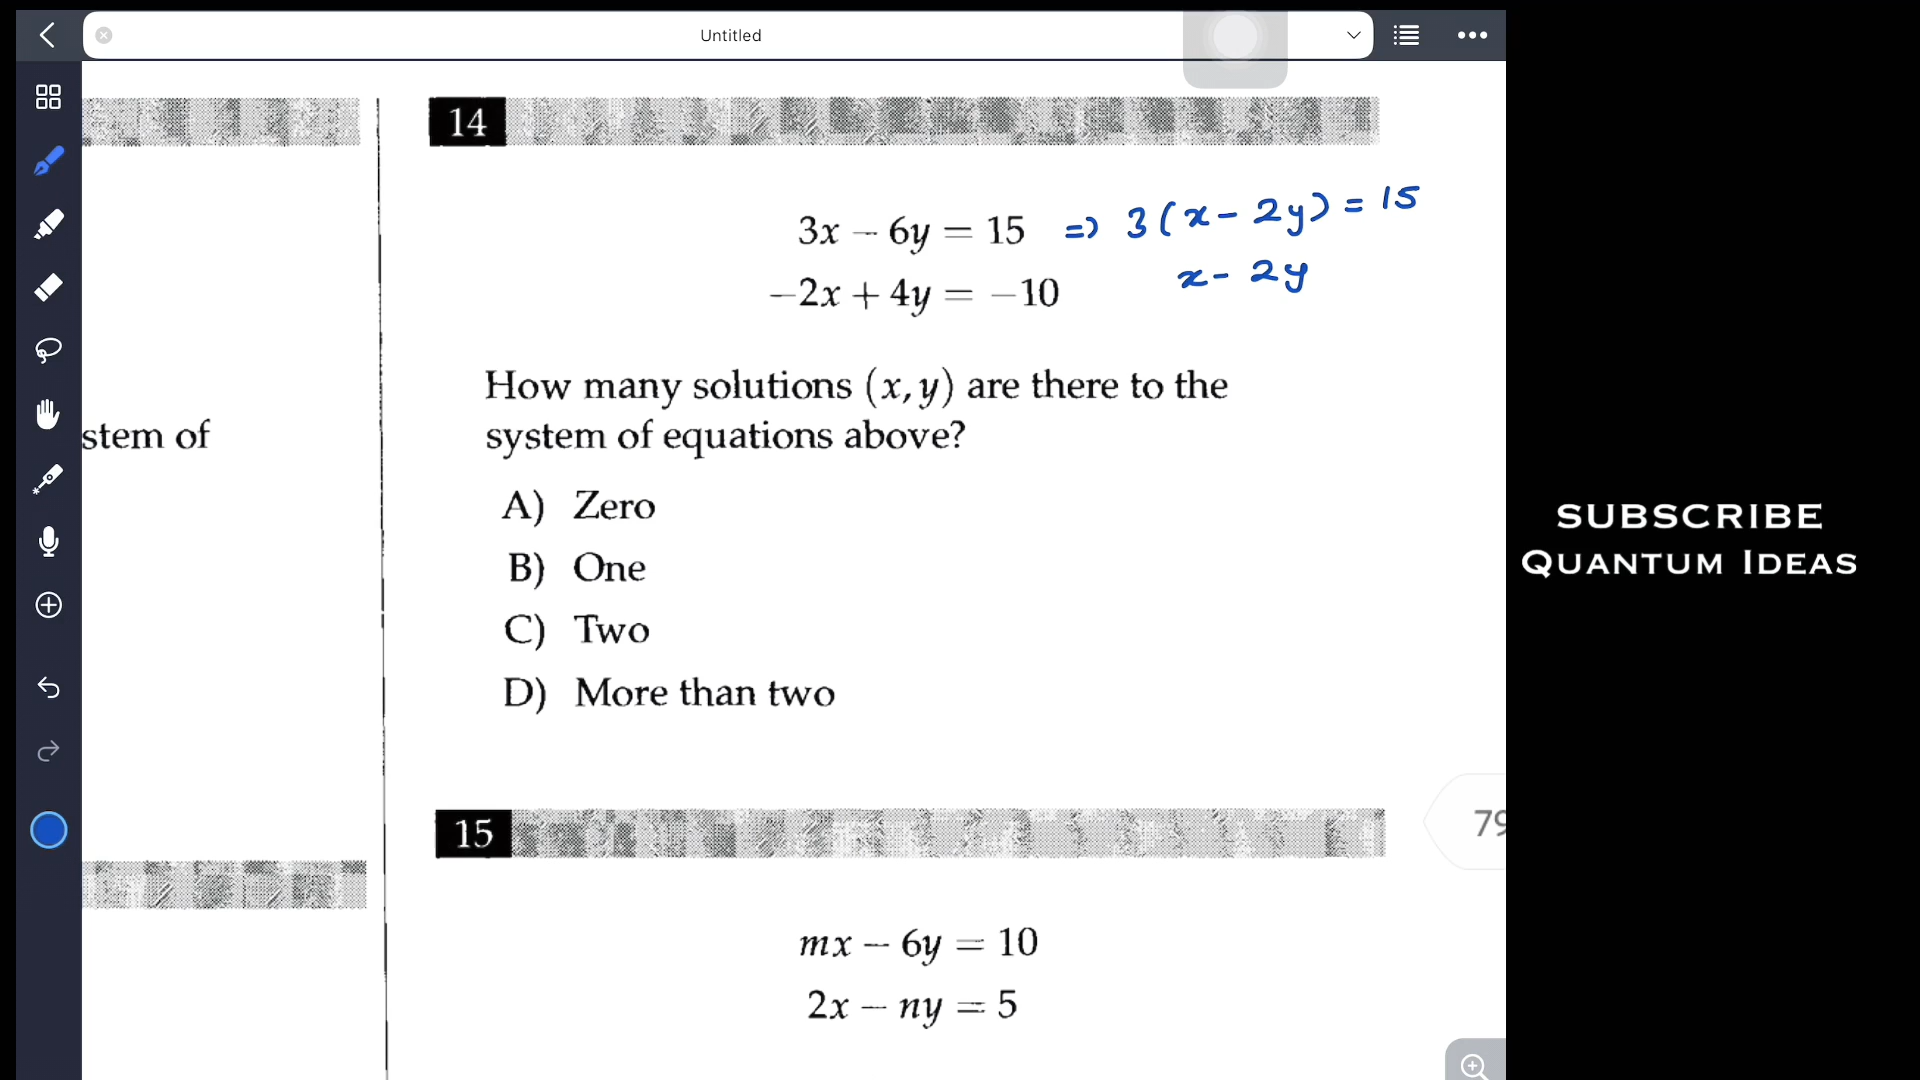 Untitled
stem of
14
3x − 6y = 15 => 3(x - 2y) = 15
−2x + 4y = −10
x - 2y
How many solutions (x, y) are there to the
system of equations above?
A) Zero
B) One
C) Two
D) More than two
15
mx − 6y = 10
2x − ny = 5
79
SUBSCRIBE
QUANTUM IDEAS